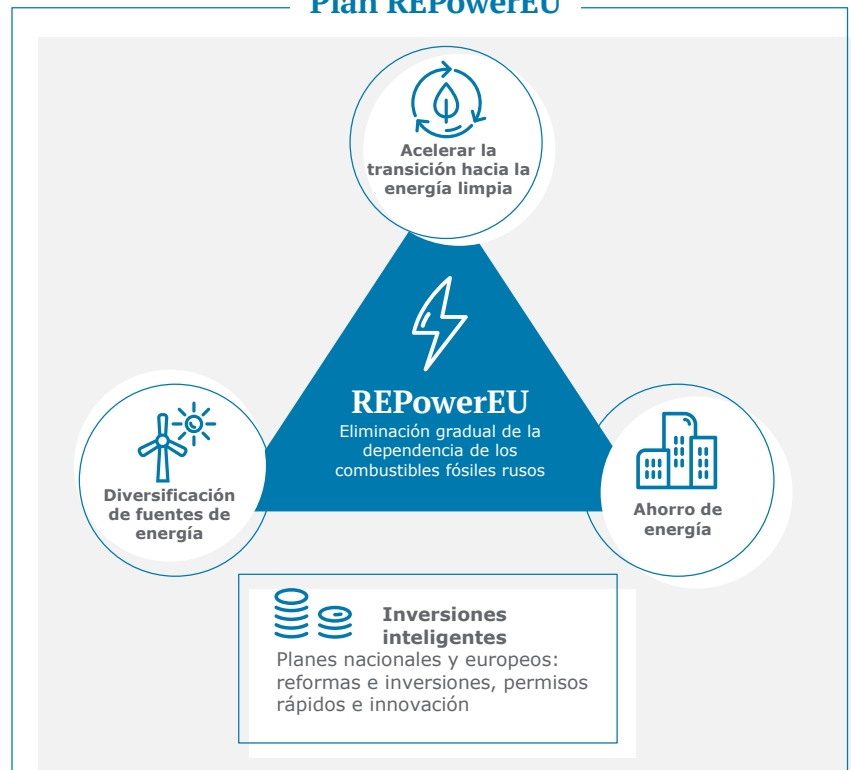 Plan REPowerEU
Acelerar la
transición hacia la
energía limpia
REPowerEU
Eliminación gradual de la
dependencia de los
combustibles fósiles rusos
Diversificación
de fuentes de
energía
Ahorro de
energía
Inversiones
inteligentes
Planes nacionales y europeos:
reformas e inversiones, permisos
rápidos e innovación